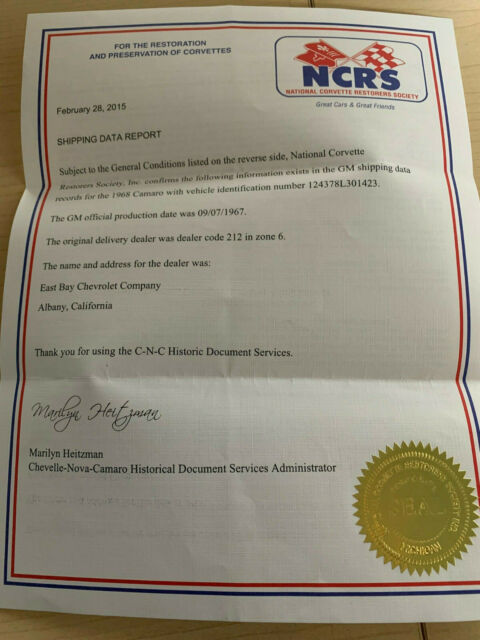 FOR THE RESTORATION
AND PRESERVATION OF CORVETTES
NCRS
NATIONAL CORVETTE RESTORERS SOCIETY
Great Cars & Great Friends
February 28, 2015
SHIPPING DATA REPORT
Subject to the General Conditions listed on the reverse side, National Corvette
Restorers Society, Inc. confirms the following information exists in the GM shipping data
records for the 1968 Camaro with vehicle identification number 124378L301423.
The GM official production date was 09/07/1967.
The original delivery dealer was dealer code 212 in zone 6.
The name and address for the dealer was:
East Bay Chevrolet Company
Albany, California
Thank you for using the C-N-C Historic Document Services.
Marilyn Heitzman
Marilyn Heitzman
Chevelle-Nova-Camaro Historical Document Services Administrator
SEAL
MICHIGAN